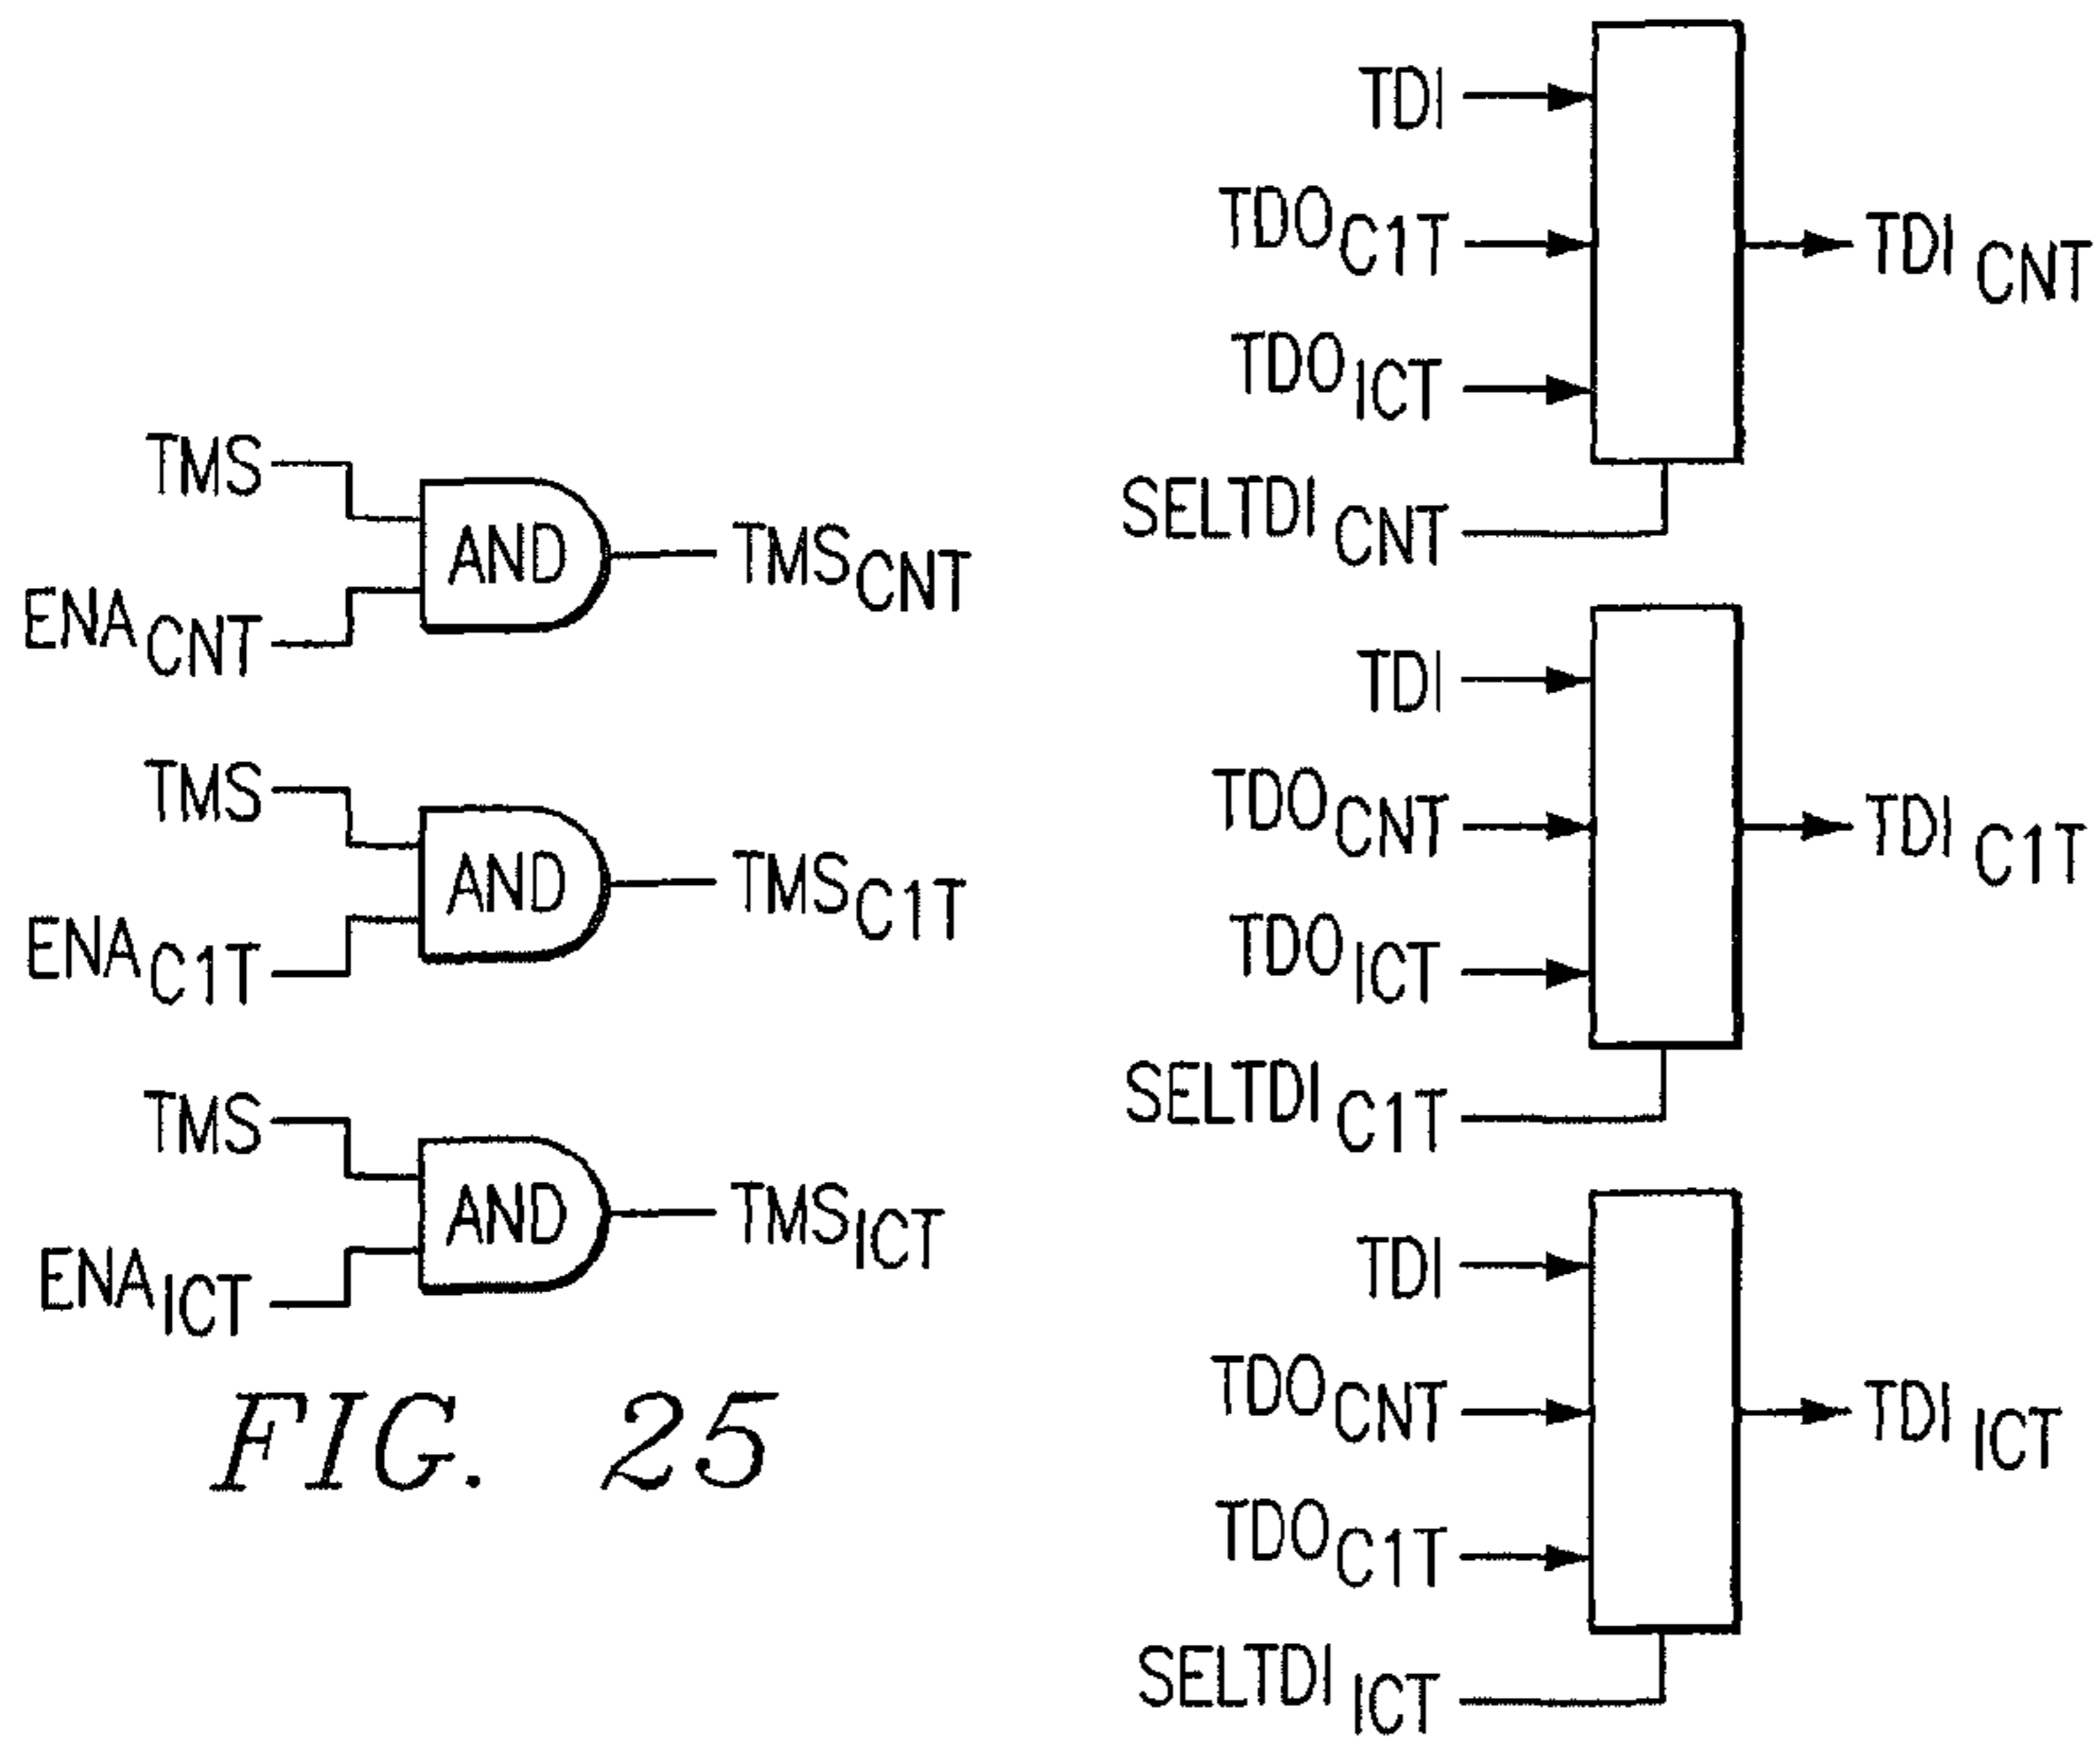 TMS
ENA CNT
AND
TMS CNT
TMS
ENA C1T
AND
TMS C1T
TMS
ENA ICT
AND
TMS ICT
FIG. 25
TDI
TDO C1T
TDO ICT
SELTDI CNT
TDI CNT
TDI
TDO CNT
TDO ICT
SELTDI C1T
TDI C1T
TDI
TDO CNT
TDO C1T
SELTDI ICT
TDI ICT